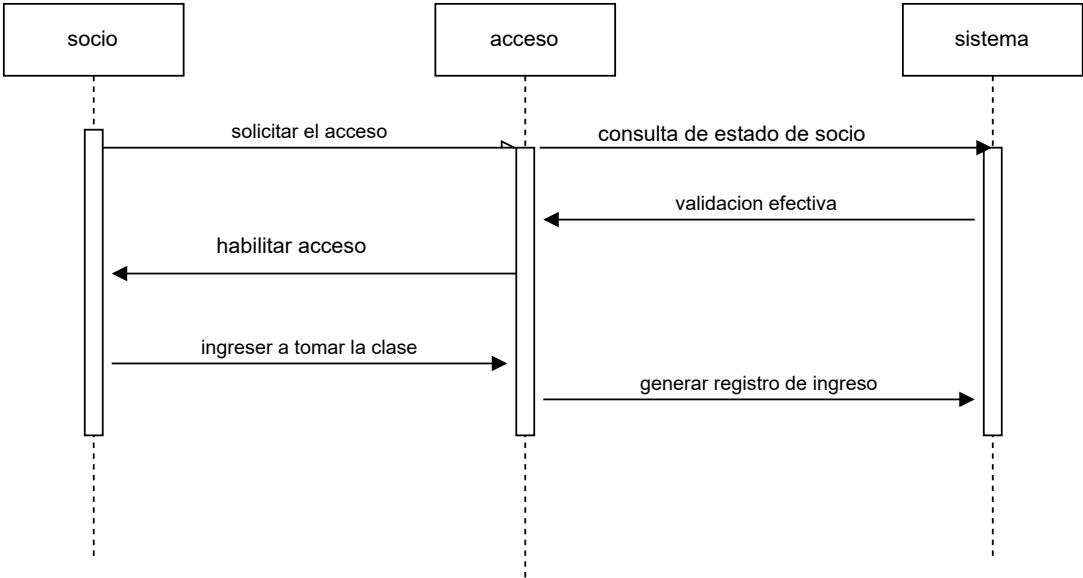 socio
acceso
sistema
solicitar el acceso
consulta de estado de socio
validacion efectiva
habilitar acceso
ingreser a tomar la clase
generar registro de ingreso